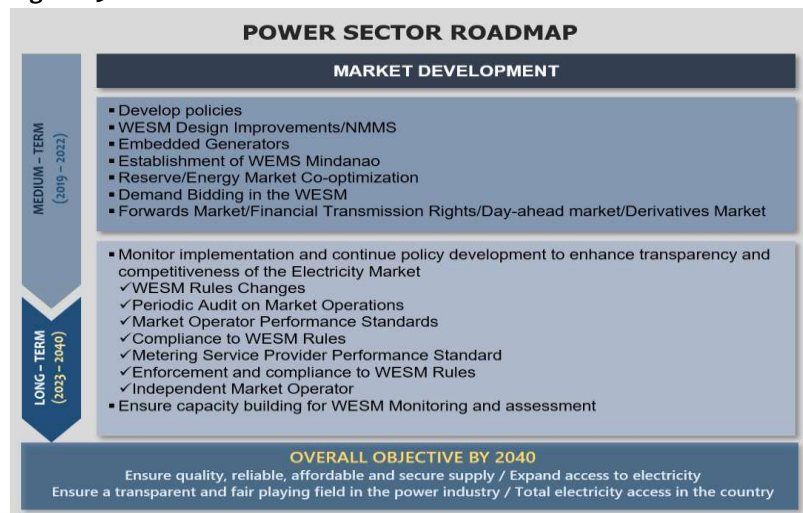 POWER SECTOR ROADMAP
MARKET DEVELOPMENT
MEDIUM – TERM
(2019 – 2022)
▪ Develop policies
▪ WESM Design Improvements/NMMS
▪ Embedded Generators
▪ Establishment of WEMS Mindanao
▪ Reserve/Energy Market Co-optimization
▪ Demand Bidding in the WESM
▪ Forwards Market/Financial Transmission Rights/Day-ahead market/Derivatives Market
LONG – TERM
(2023 – 2040)
▪ Monitor implementation and continue policy development to enhance transparency and
competitiveness of the Electricity Market
✓WESM Rules Changes
✓Periodic Audit on Market Operations
✓Market Operator Performance Standards
✓Compliance to WESM Rules
✓Metering Service Provider Performance Standard
✓Enforcement and compliance to WESM Rules
✓Independent Market Operator
▪ Ensure capacity building for WESM Monitoring and assessment
OVERALL OBJECTIVE BY 2040
Ensure quality, reliable, affordable and secure supply / Expand access to electricity
Ensure a transparent and fair playing field in the power industry / Total electricity access in the country